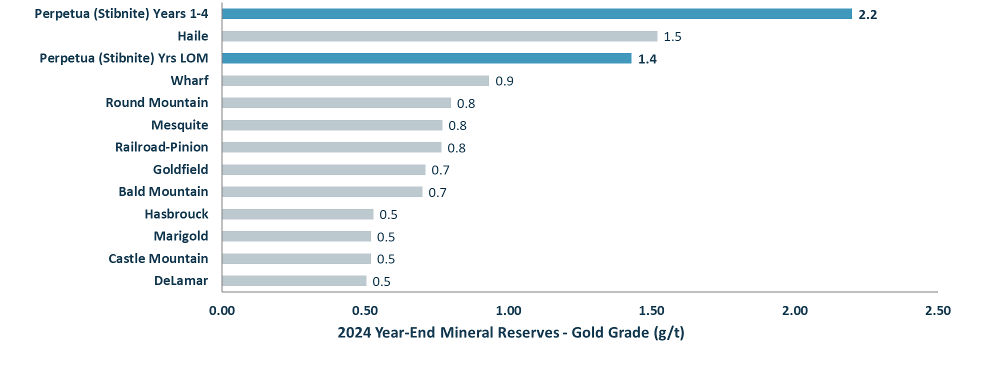 Perpetua (Stibnite) Years 1-4 2.2
Haile 1.5
Perpetua (Stibnite) Yrs LOM 1.4
Wharf 0.9
Round Mountain 0.8
Mesquite 0.8
Railroad-Pinion 0.8
Goldfield 0.7
Bald Mountain 0.7
Hasbrouck 0.5
Marigold 0.5
Castle Mountain 0.5
DeLamar 0.5
0.00 0.50 1.00 1.50 2.00 2.50
2024 Year-End Mineral Reserves - Gold Grade (g/t)